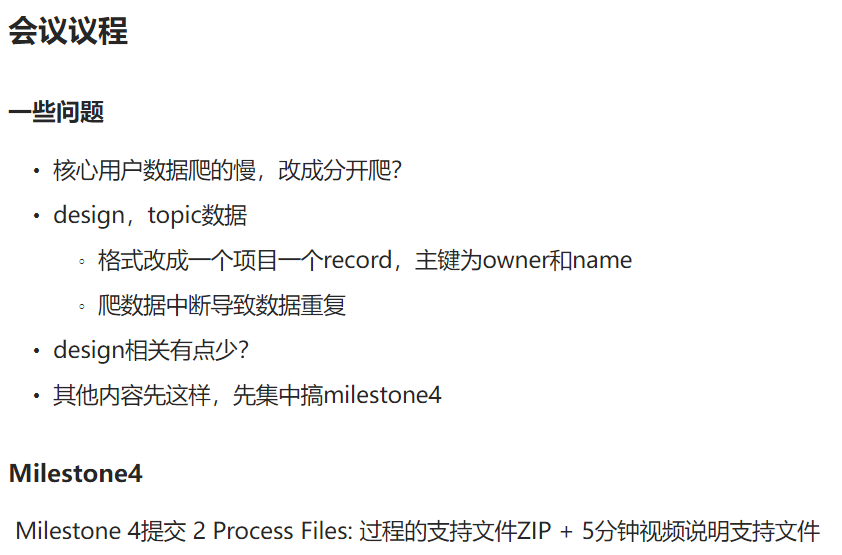 会议议程
一些问题
• 核心用户数据爬的慢，改成分开爬？
• design，topic数据
◦ 格式改成一个项目一个record，主键为owner和name
◦ 爬数据中断导致数据重复
• design相关有点少？
• 其他内容先这样，先集中搞milestone4
Milestone4
Milestone 4提交 2 Process Files: 过程的支持文件ZIP + 5分钟视频说明支持文件